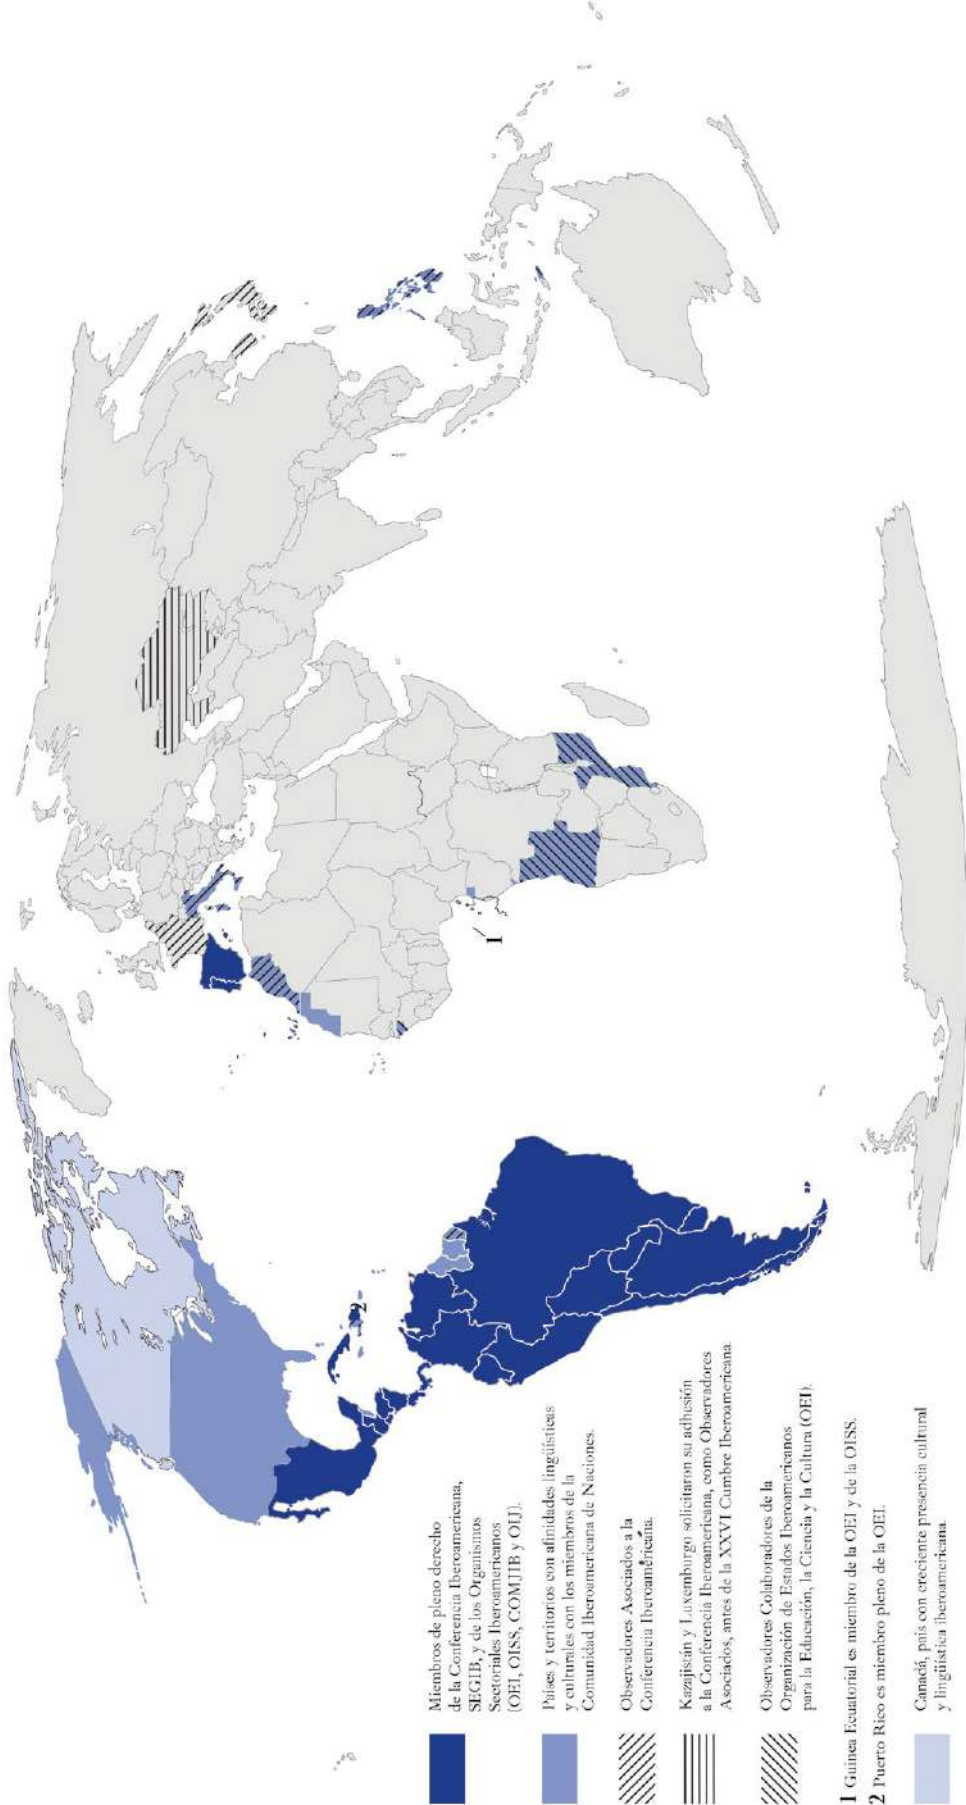 Miembros de pleno derecho
de la Conferencia Iberoamericana,
SEGIB, y de los Organismos
Sectoriales Iberoamericanos
(OEI, OISS, COMJIB y OIJ).
Países y territorios con afinidades lingüísticas
y culturales con los miembros de la
Comunidad Iberoamericana de Naciones.
Observadores Asociados a la
Conferencia Iberoamericana.
Kazajistán y Luxemburgo solicitaron su adhesión
a la Conferencia Iberoamericana, como Observadores
Asociados, antes de la XXVI Cumbre Iberoamericana.
Observadores Colaboradores de la
Organización de Estados Iberoamericanos
para la Educación, la Ciencia y la Cultura (OEI).
1 Guinea Ecuatorial es miembro de la OEI y de la OISS.
2 Puerto Rico es miembro pleno de la OEI.
Canadá, país con creciente presencia cultural
y lingüística iberoamericana.
2
1